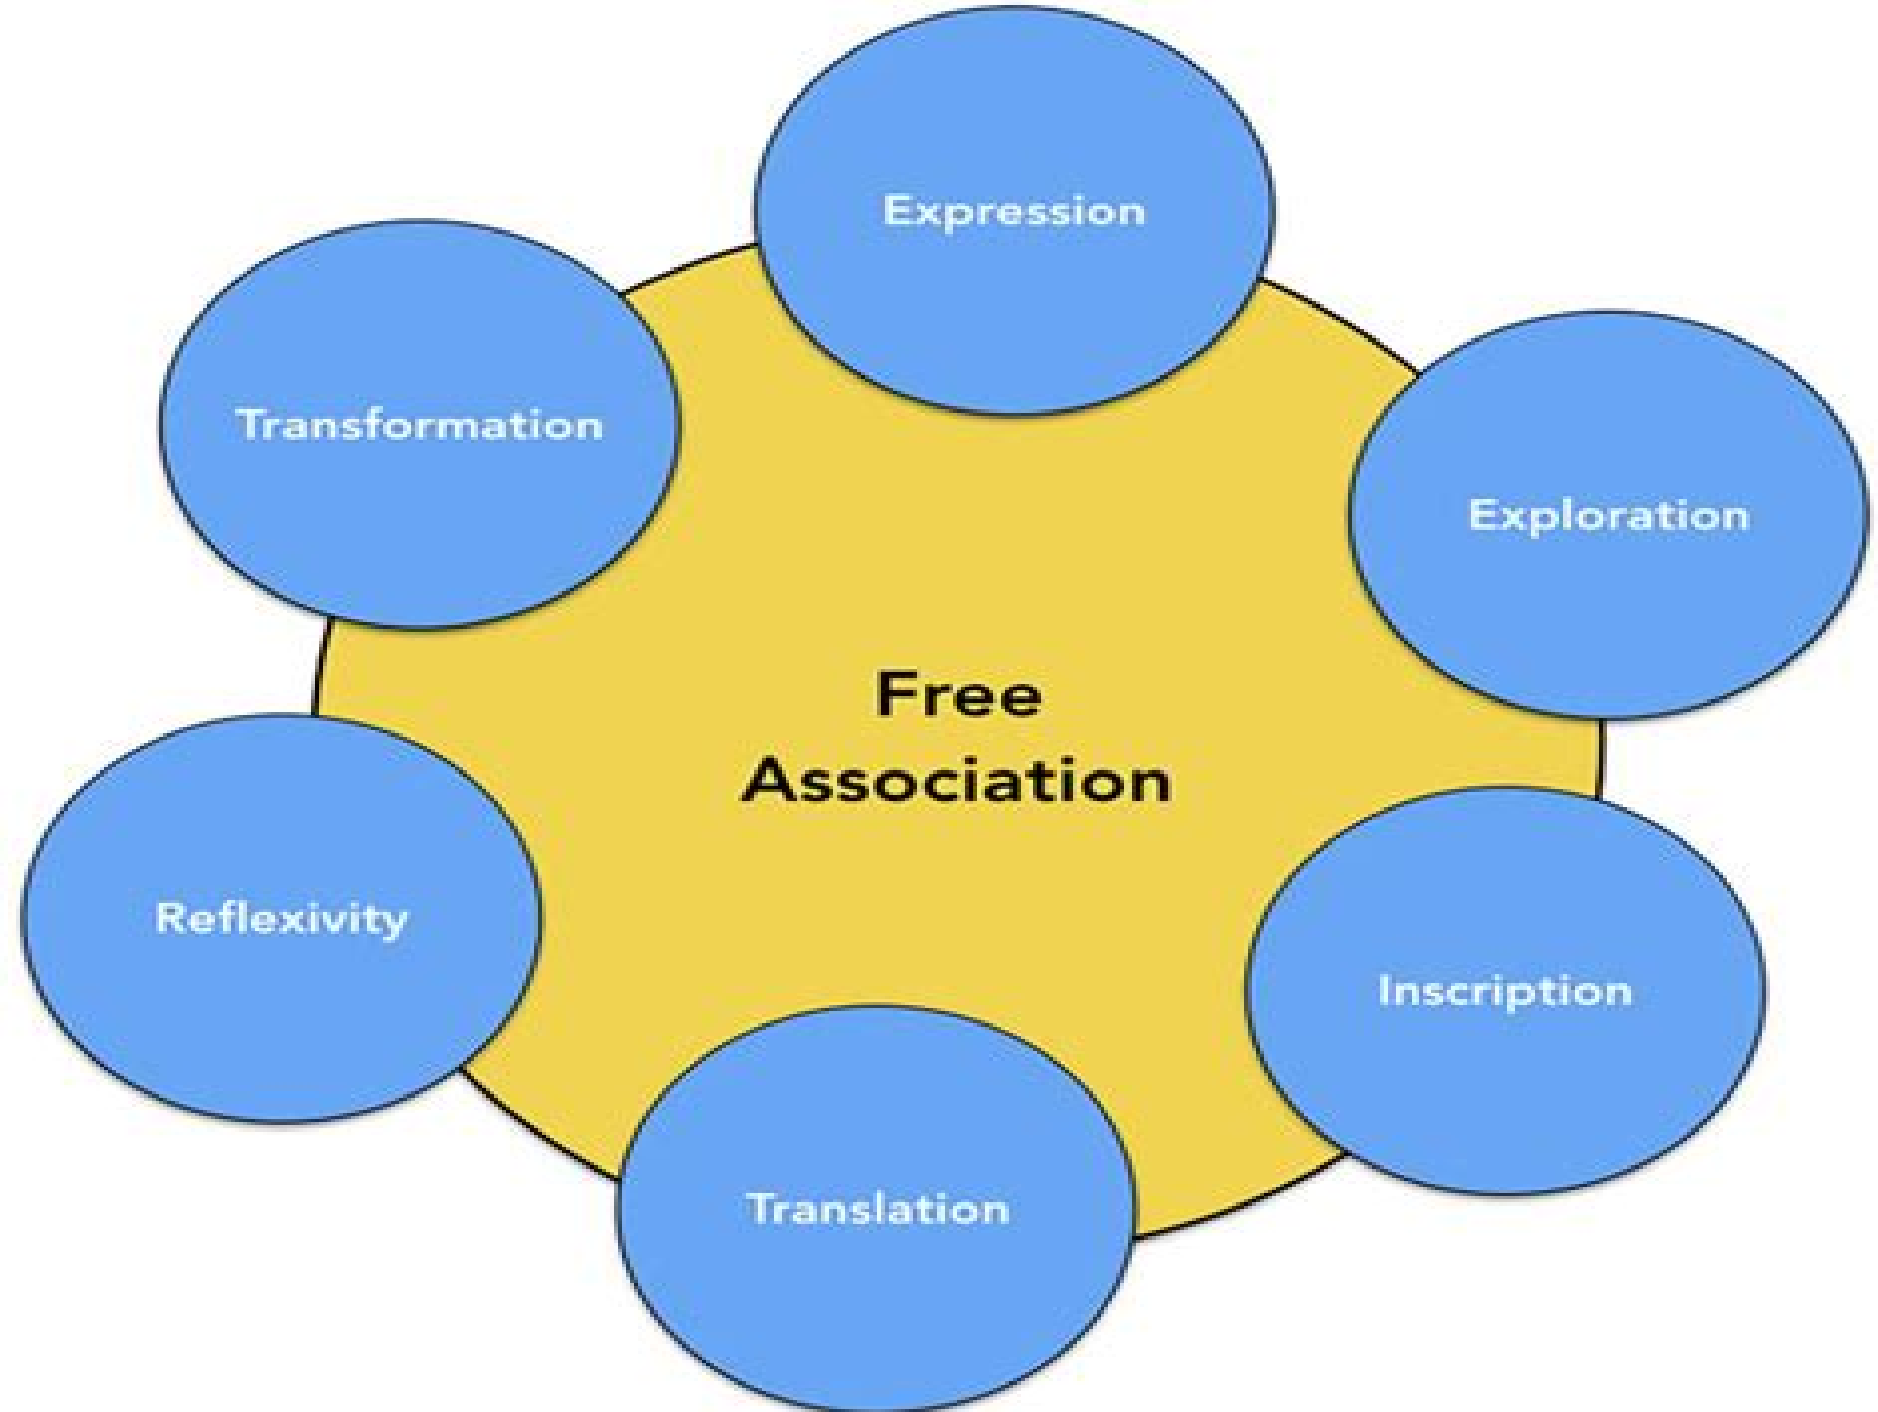 Expression
Transformation
Exploration
Free
Association
Reflexivity
Inscription
Translation